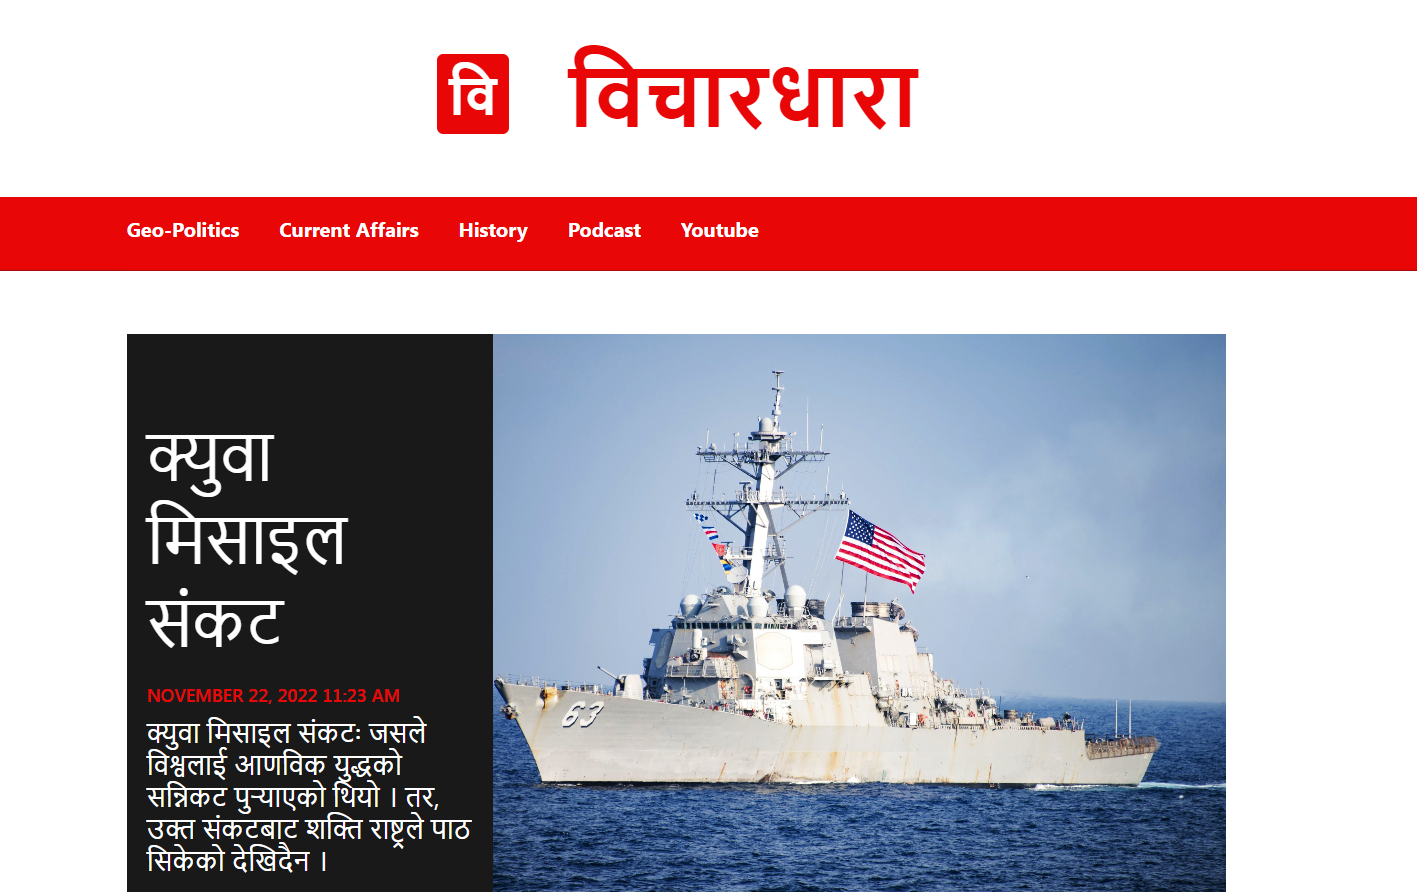 वि
विचारधारा
Geo-Politics Current Affairs History Podcast Youtube
क्युवा
मिसाइल
संकट
NOVEMBER 22, 2022 11:23 AM
क्युवा मिसाइल संकटः जसले
विश्वलाई आणविक युद्धको
सन्निकट पुऱ्याएको थियो । तर,
उक्त संकटबाट शक्ति राष्ट्रले पाठ
सिकेको देखिदैन ।
63